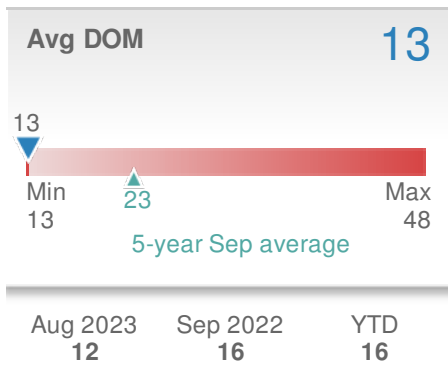 Avg DOM 13
13
Min 23 Max
13 48
5-year Sep average
Aug 2023 Sep 2022 YTD
12 16 16